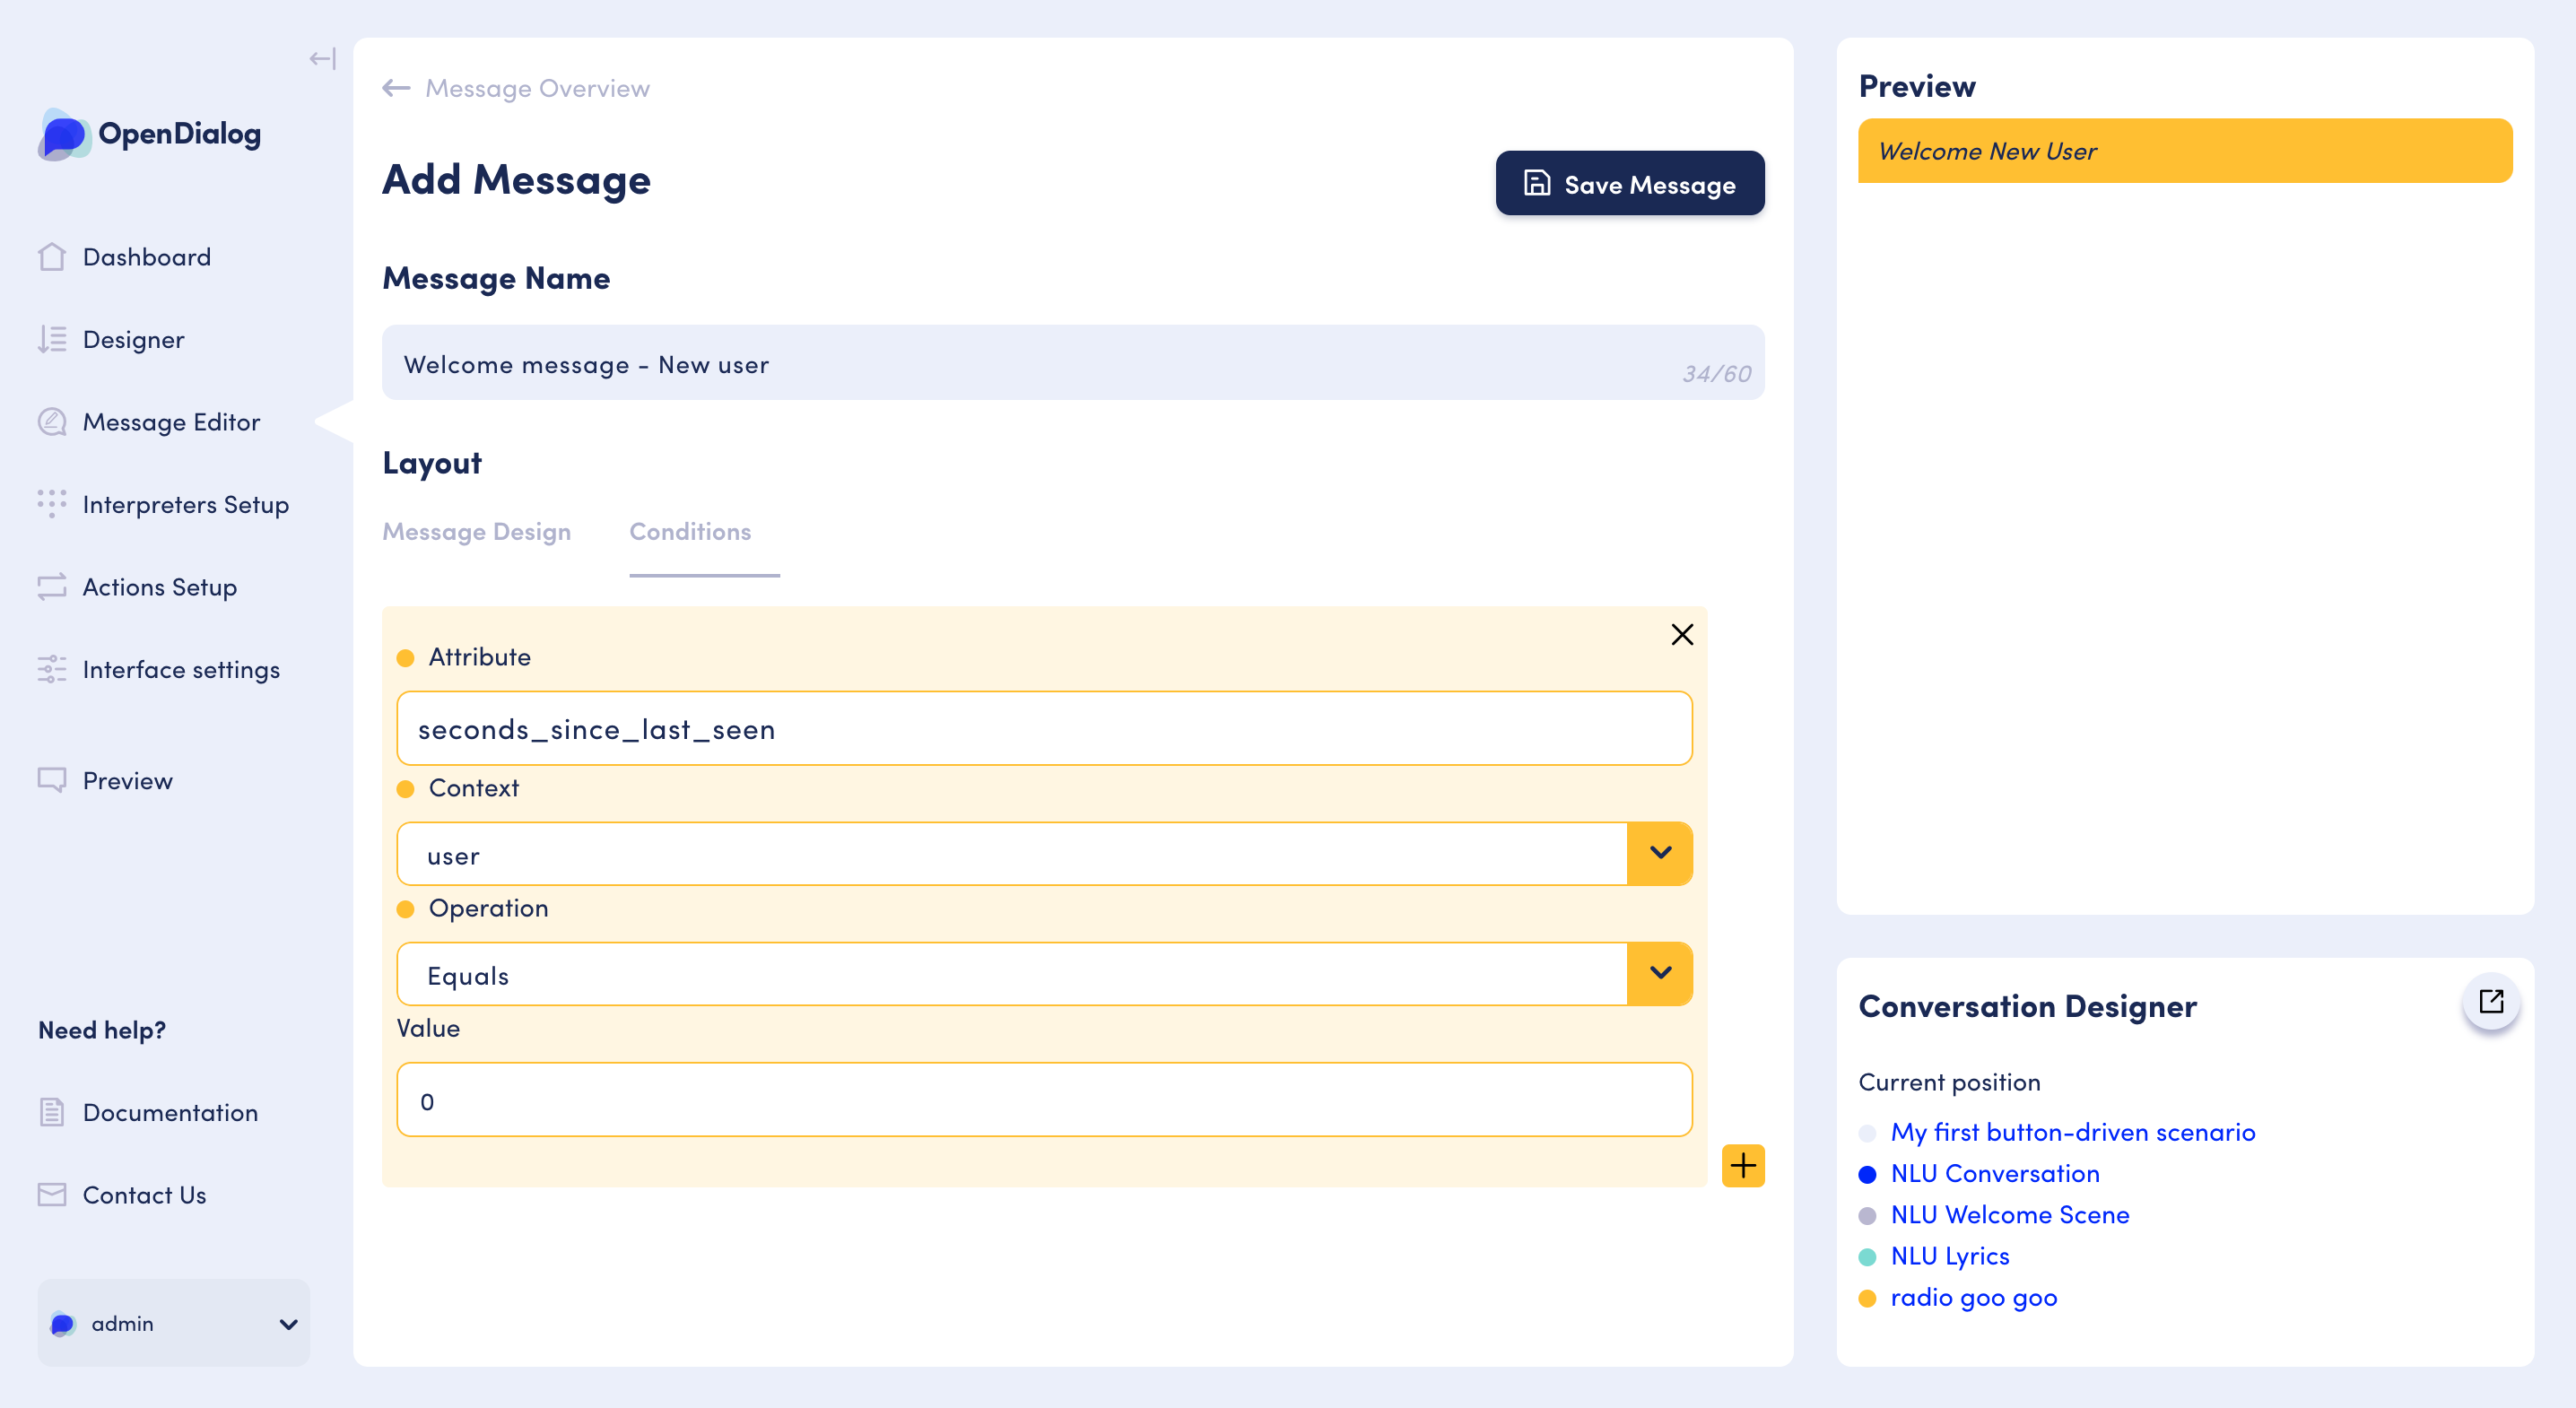 OpenDialog
Dashboard
Designer
Message Editor
Interpreters Setup
Actions Setup
Interface settings
Preview
Need help?
Documentation
Contact Us
admin
Message Overview
Add Message
Save Message
Message Name
Welcome message - New user
34/60
Layout
Message Design
Conditions
Attribute
seconds_since_last_seen
Context
user
Operation
Equals
Value
0
Preview
Welcome New User
Conversation Designer
Current position
My first button-driven scenario
NLU Conversation
NLU Welcome Scene
NLU Lyrics
radio goo goo